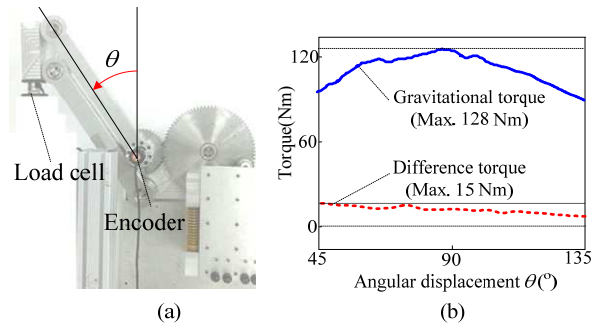 θ
Load cell
Encoder
(a)
Torque(Nm)
120
60
0
Gravitational torque
(Max. 128 Nm)
Difference torque
(Max. 15 Nm)
45
90
135
Angular displacement θ(°)
(b)